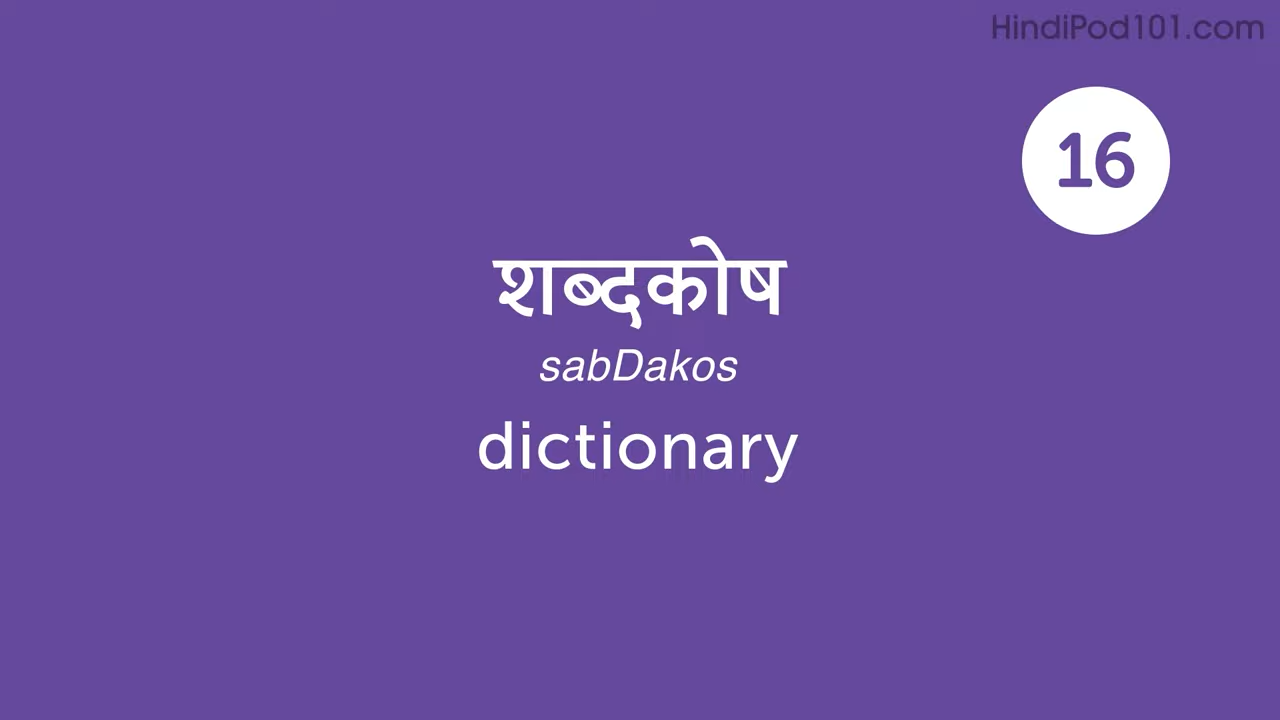 HindiPod101.com
16
शब्दकोष
sabDakos
dictionary